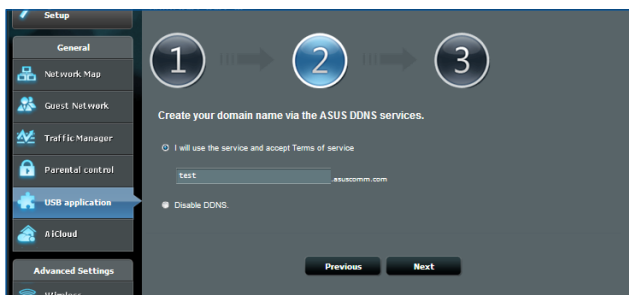 Setup
General
Network Map
Guest Network
Traffic Manager
Parental control
USB application
AiCloud
Advanced Settings
Wireless
1
2
3
Create your domain name via the ASUS DDNS services.
I will use the service and accept Terms of service
test .asuscomm.com
Disable DDNS.
Previous Next